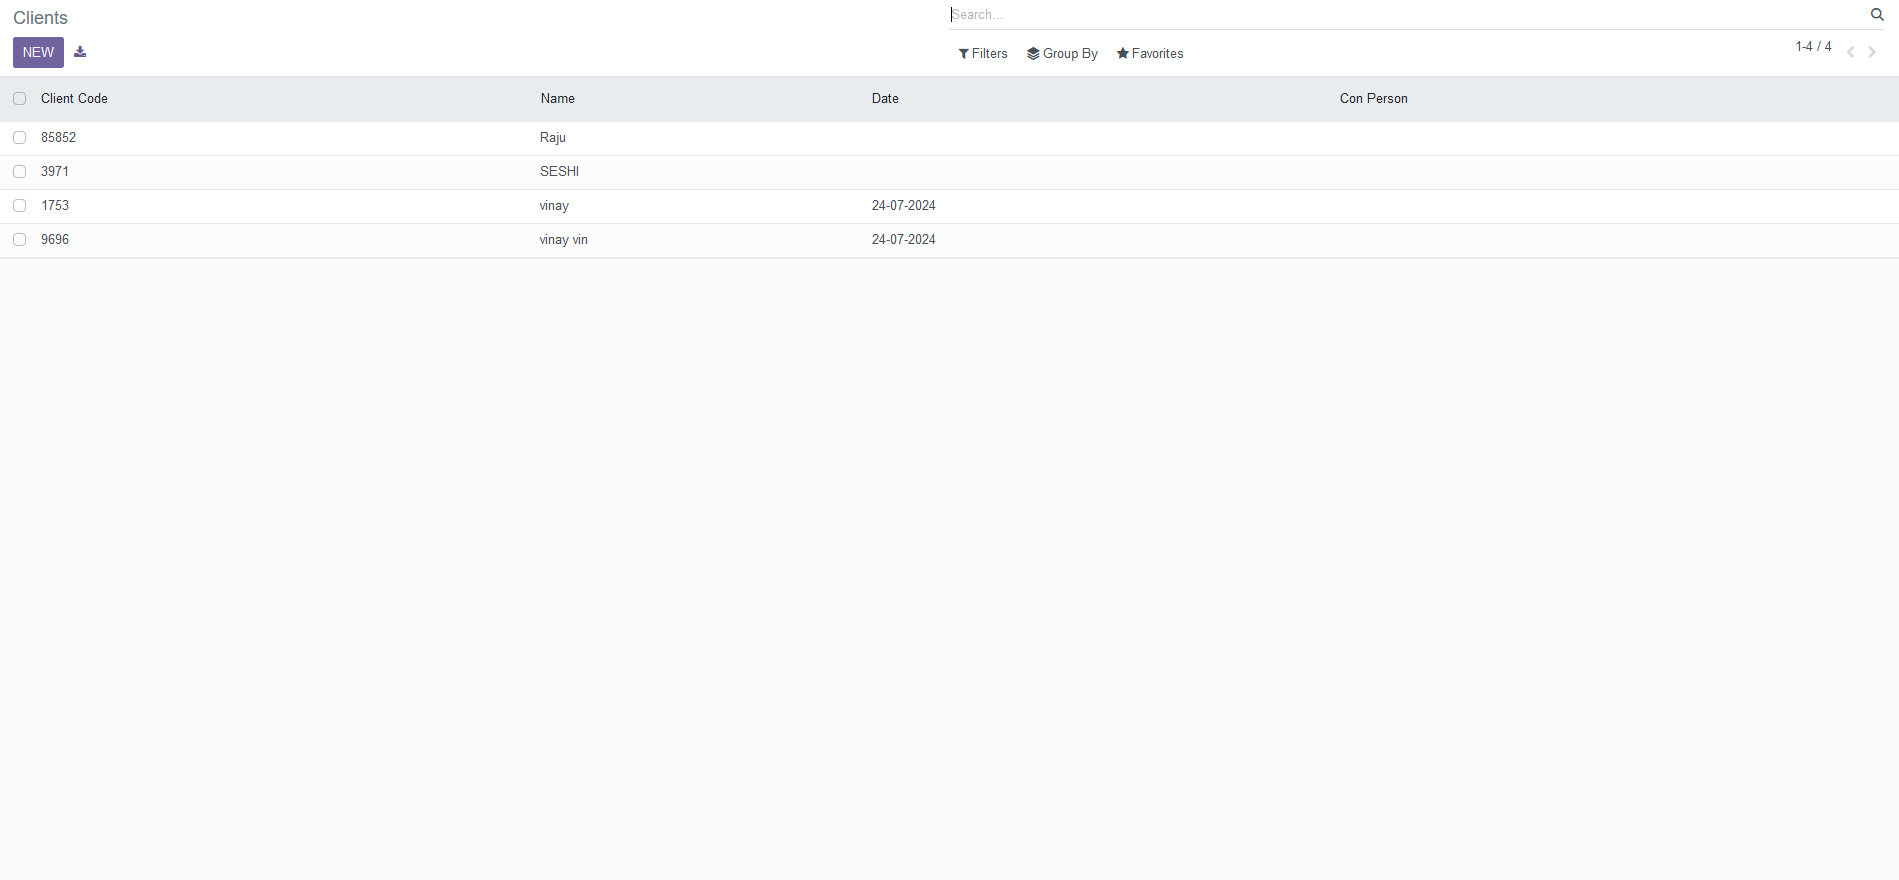 Clients
Search...
NEW
Filters Group By Favorites
1-4 / 4
Client Code Name Date Con Person
85852 Raju
3971 SESHI
1753 vinay 24-07-2024
9696 vinay vin 24-07-2024